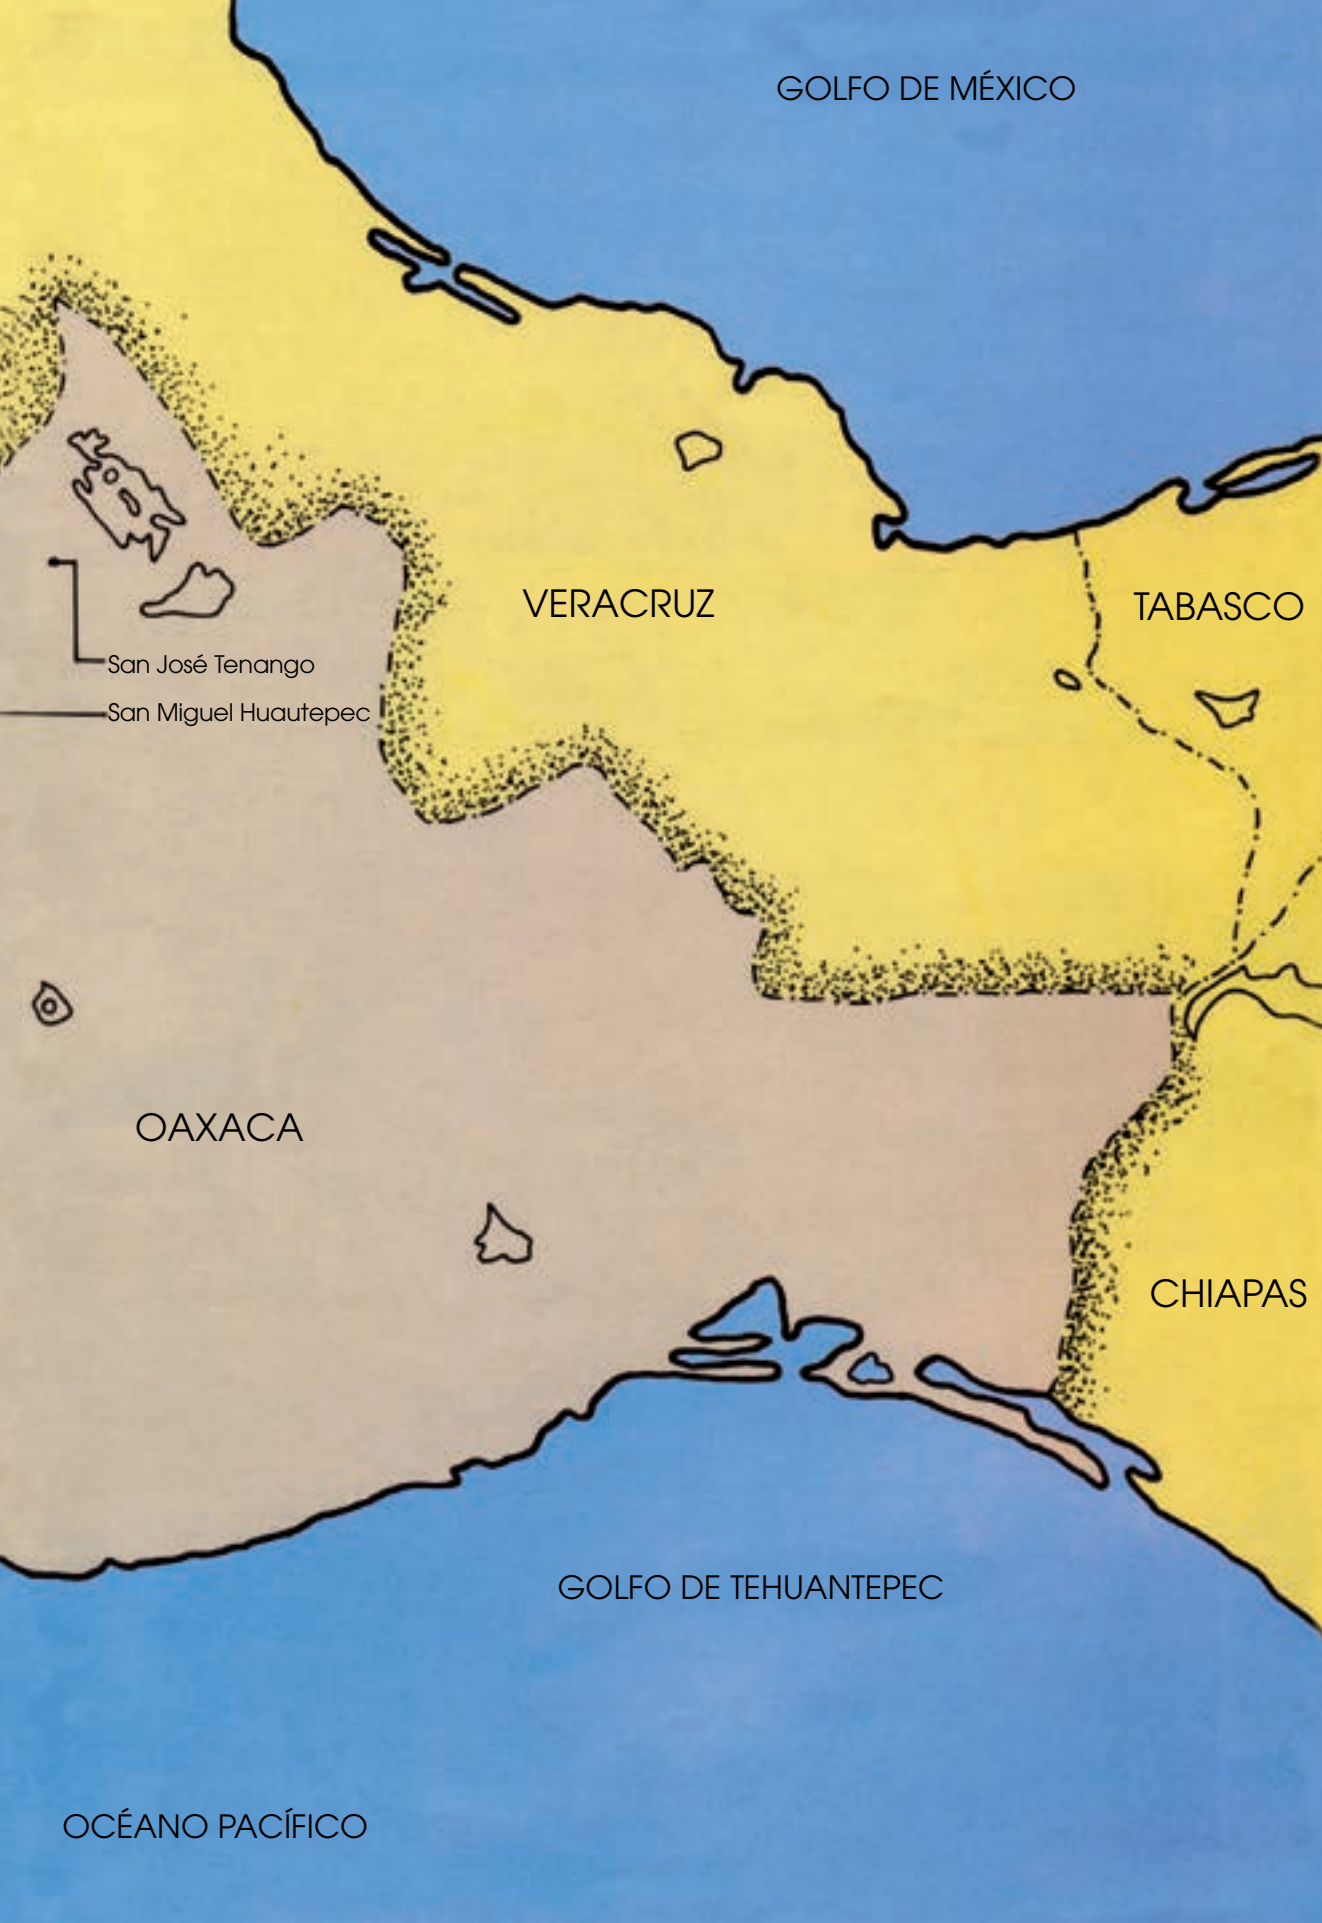 GOLFO DE MÉXICO
VERACRUZ
TABASCO
San José Tenango
San Miguel Huautepec
OAXACA
CHIAPAS
GOLFO DE TEHUANTEPEC
OCÉANO PACÍFICO